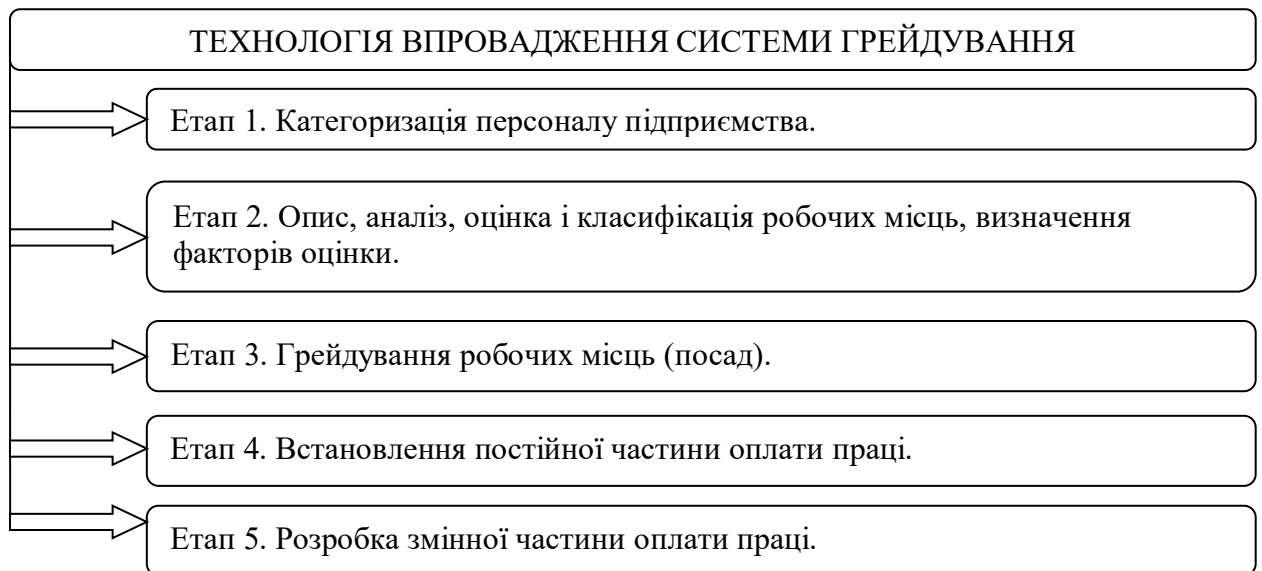 ТЕХНОЛОГІЯ ВПРОВАДЖЕННЯ СИСТЕМИ ГРЕЙДУВАННЯ
Етап 1. Категоризація персоналу підприємства.
Етап 2. Опис, аналіз, оцінка і класифікація робочих місць, визначення
факторів оцінки.
Етап 3. Грейдування робочих місць (посад).
Етап 4. Встановлення постійної частини оплати праці.
Етап 5. Розробка змінної частини оплати праці.